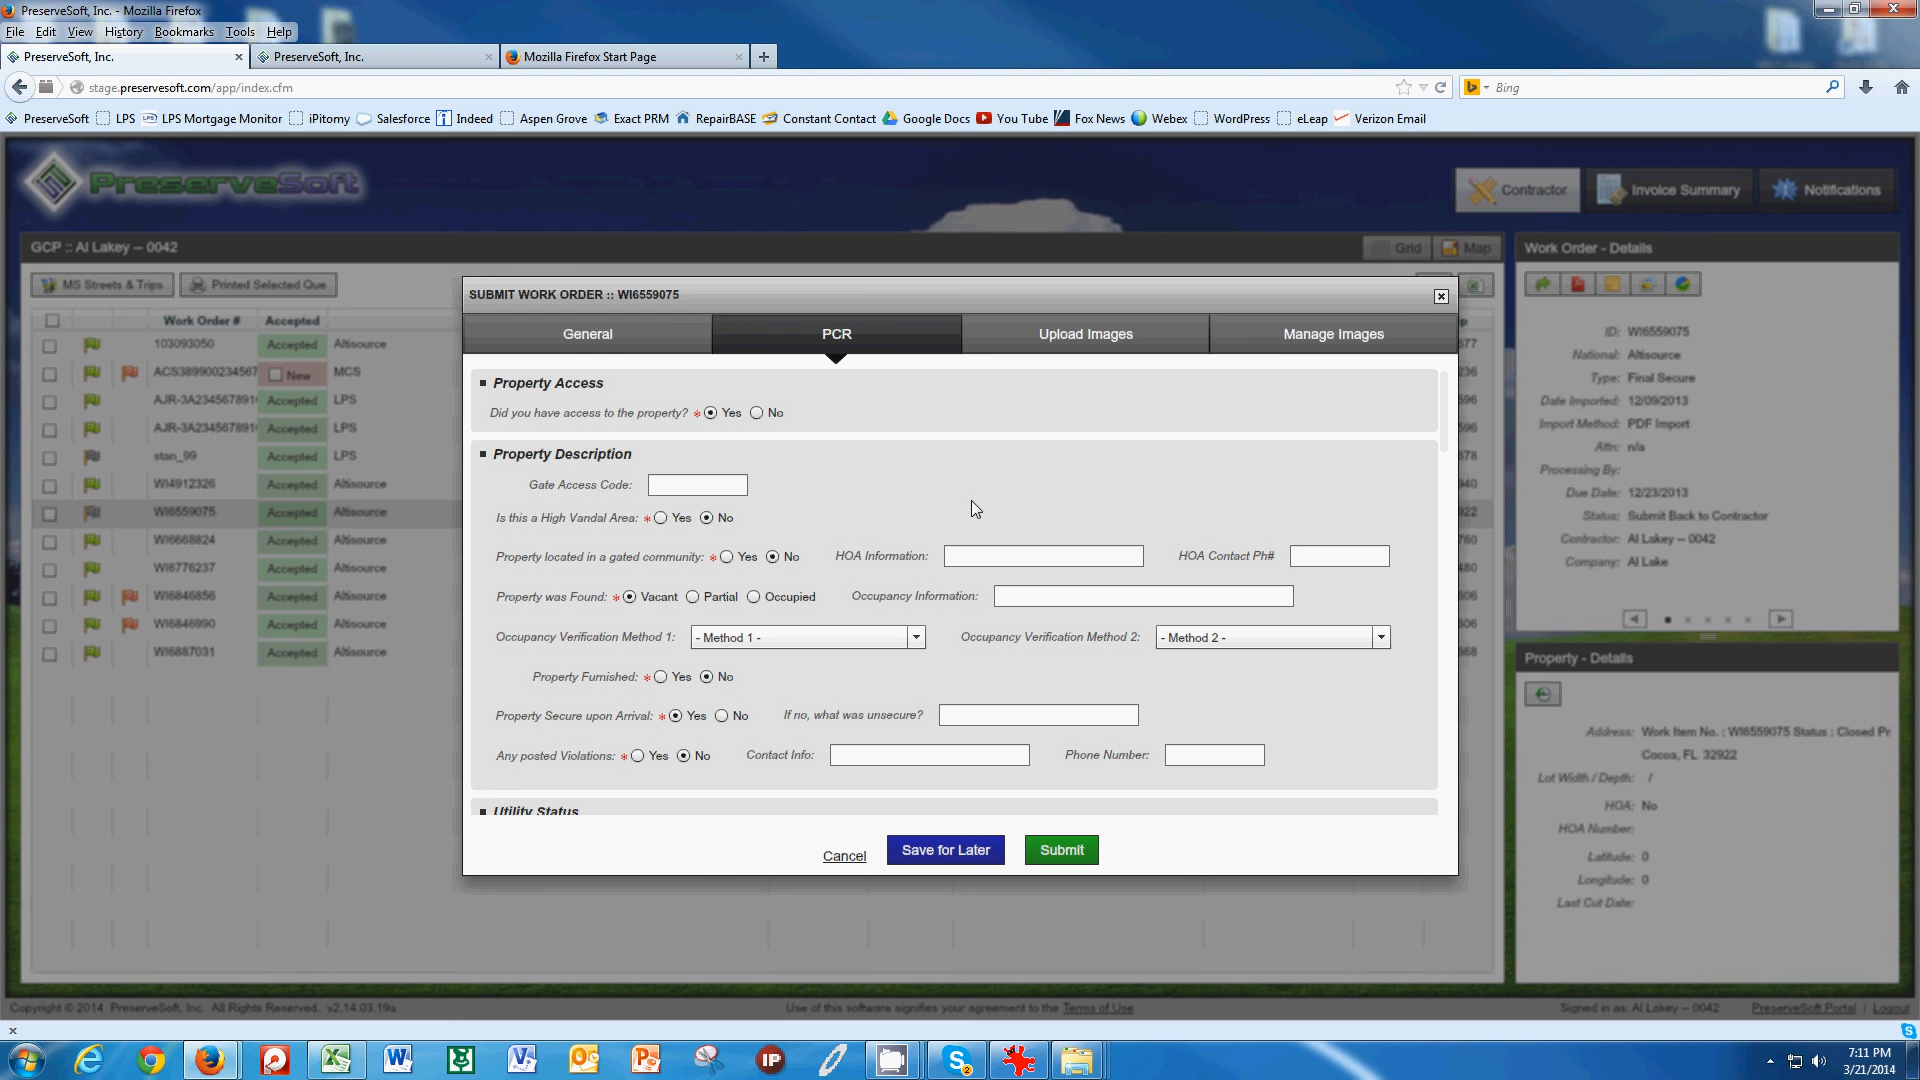 PreserveSoft, Inc. - Mozilla Firefox
File Edit View History Bookmarks Tools Help
PreserveSoft, Inc. PreserveSoft, Inc. Mozilla Firefox Start Page
stage.preservesoft.com/app/index.cfm Bing
PreserveSoft LPS LPS Mortgage Monitor iPitomy Salesforce Indeed Aspen Grove Exact PRM RepairBASE Constant Contact Google Docs You Tube Fox News Webex WordPress eLeap Verizon Email
PreserveSoft
Contractor Invoice Summary Notifications
GCP :: Al Lakey -- 0042 Grid Map
MS Streets & Trips Printed Selected Que
Work Order # Accepted
103093050 Accepted Altisource
ACS389900234567 New MCS
AJR-3A234567891 Accepted LPS
AJR-3A234567891 Accepted LPS
stan_99 Accepted LPS
WI4912326 Accepted Altisource
WI6559075 Accepted Altisource
WI6668824 Accepted Altisource
WI6776237 Accepted Altisource
WI6846856 Accepted Altisource
WI6846990 Accepted Altisource
WI6887031 Accepted Altisource
SUBMIT WORK ORDER :: WI6559075
General PCR Upload Images Manage Images
Property Access
Did you have access to the property? * Yes No
Property Description
Gate Access Code:
Is this a High Vandal Area: * Yes No
Property located in a gated community: * Yes No HOA Information: HOA Contact Ph#
Property was Found: * Vacant Partial Occupied Occupancy Information:
Occupancy Verification Method 1: - Method 1 - Occupancy Verification Method 2: - Method 2 -
Property Furnished: * Yes No
Property Secure upon Arrival: * Yes No If no, what was unsecure?
Any posted Violations: * Yes No Contact Info: Phone Number:
Utility Status
Cancel Save for Later Submit
Work Order - Details
ID: WI6559075
National: Altisource
Type: Final Secure
Date Imported: 12/09/2013
Import Method: PDF Import
Attn: n/a
Processing By:
Due Date: 12/23/2013
Status: Submit Back to Contractor
Contractor: Al Lakey -- 0042
Company: Al Lake
Property - Details
Address: Work Item No. : WI6559075 Status : Closed Pr
Cocoa, FL 32922
Lot Width / Depth: /
HOA: No
HOA Number:
Latitude: 0
Longitude: 0
Last Cut Date:
Copyright © 2014 PreserveSoft, Inc. All Rights Reserved. v2.14.03.19a Use of this software signifies your agreement to the Terms of Use Signed in as: Al Lakey -- 0042 PreserveSoft Portal | Logout
7:11 PM
3/21/2014